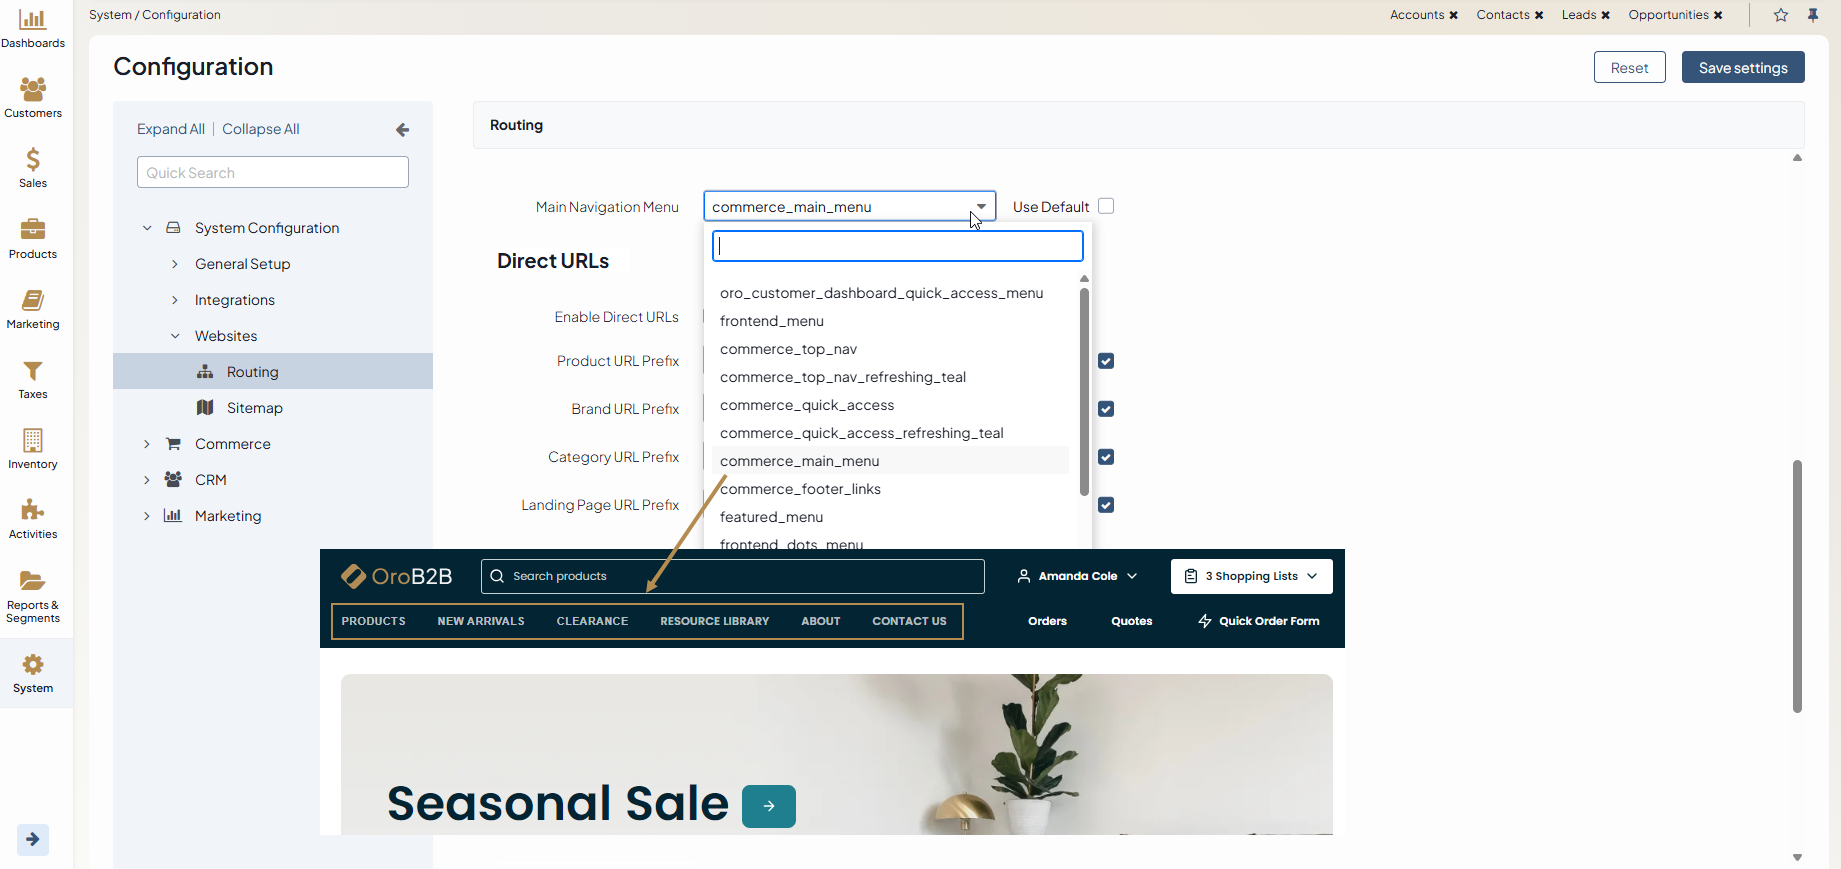 System / Configuration
Accounts ✖ Contacts ✖ Leads ✖ Opportunities ✖
Dashboards
Customers
Sales
Products
Marketing
Taxes
Inventory
Activities
Reports &
Segments
System
Configuration
Reset
Save settings
Expand All | Collapse All
Quick Search
System Configuration
General Setup
Integrations
Websites
Routing
Sitemap
Commerce
CRM
Marketing
Routing
Main Navigation Menu
commerce_main_menu
Use Default
Direct URLs
Enable Direct URLs
Product URL Prefix
Brand URL Prefix
Category URL Prefix
Landing Page URL Prefix
oro_customer_dashboard_quick_access_menu
frontend_menu
commerce_top_nav
commerce_top_nav_refreshing_teal
commerce_quick_access
commerce_quick_access_refreshing_teal
commerce_main_menu
commerce_footer_links
featured_menu
frontend_dots_menu
OroB2B
Search products
Amanda Cole
3 Shopping Lists
PRODUCTS NEW ARRIVALS CLEARANCE RESOURCE LIBRARY ABOUT CONTACT US
Orders Quotes Quick Order Form
Seasonal Sale